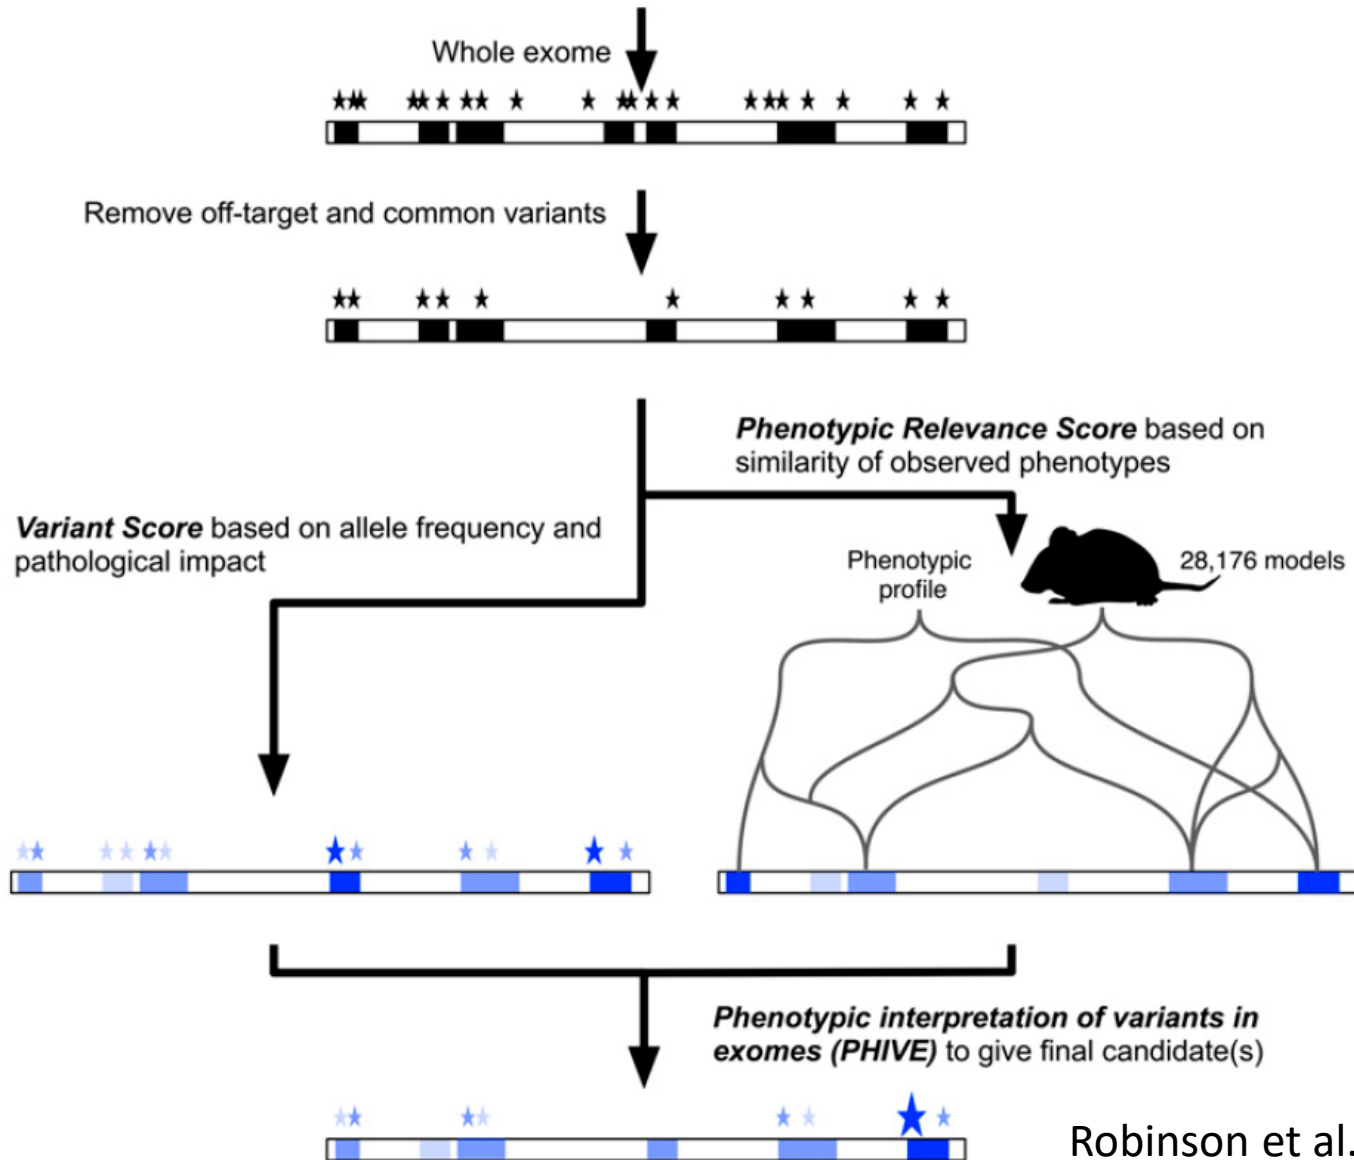 Whole exome
Remove off-target and common variants
Phenotypic Relevance Score based on
similarity of observed phenotypes
Variant Score based on allele frequency and
pathological impact
Phenotypic
profile
28,176 models
Phenotypic interpretation of variants in
exomes (PHIVE) to give final candidate(s)
Robinson et al.